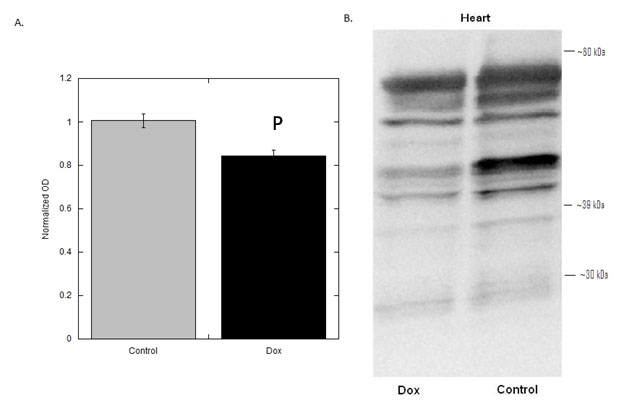 A.
B.
Heart
1.2
1
0.8
0.6
0.4
0.2
0
Normalized OD
P
Control
Dox
~80 kDa
~39 kDa
~30 kDa
Dox
Control